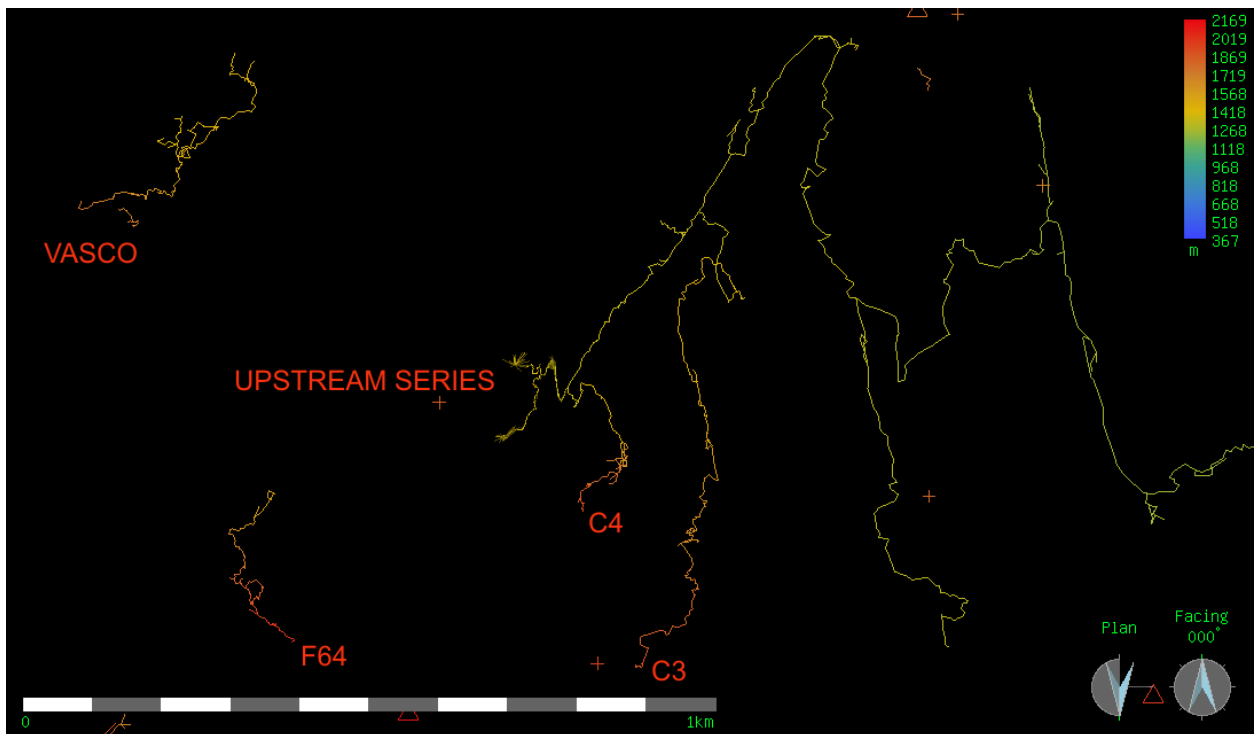 2169
2019
1869
1719
1568
1418
1268
1118
968
818
668
518
367
m
VASCO
UPSTREAM SERIES
C4
F64
C3
Plan
Facing
000°
0
1km